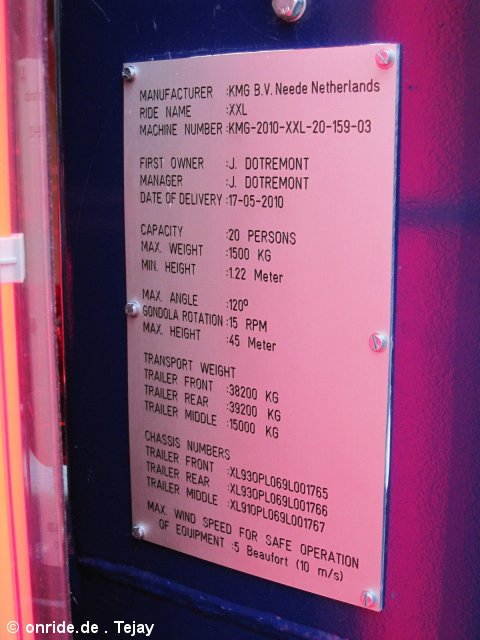 MANUFACTURER :KMG B.V. Neede Netherlands
RIDE NAME :XXL
MACHINE NUMBER :KMG-2010-XXL-20-159-03
FIRST OWNER :J. DOTREMONT
MANAGER :J. DOTREMONT
DATE OF DELIVERY :17-05-2010
CAPACITY :20 PERSONS
MAX. WEIGHT :1500 KG
MIN. HEIGHT :1.22 Meter
MAX. ANGLE :120°
GONDOLA ROTATION :15 RPM
MAX. HEIGHT :45 Meter
TRANSPORT WEIGHT
TRAILER FRONT :38200 KG
TRAILER REAR :39200 KG
TRAILER MIDDLE :15000 KG
CHASSIS NUMBERS
TRAILER FRONT :XL930PL069L001765
TRAILER REAR :XL930PL069L001766
TRAILER MIDDLE :XL910PL069L001767
MAX. WIND SPEED FOR SAFE OPERATION
OF EQUIPMENT :5 Beaufort (10 m/s)
© onride.de . Tejay